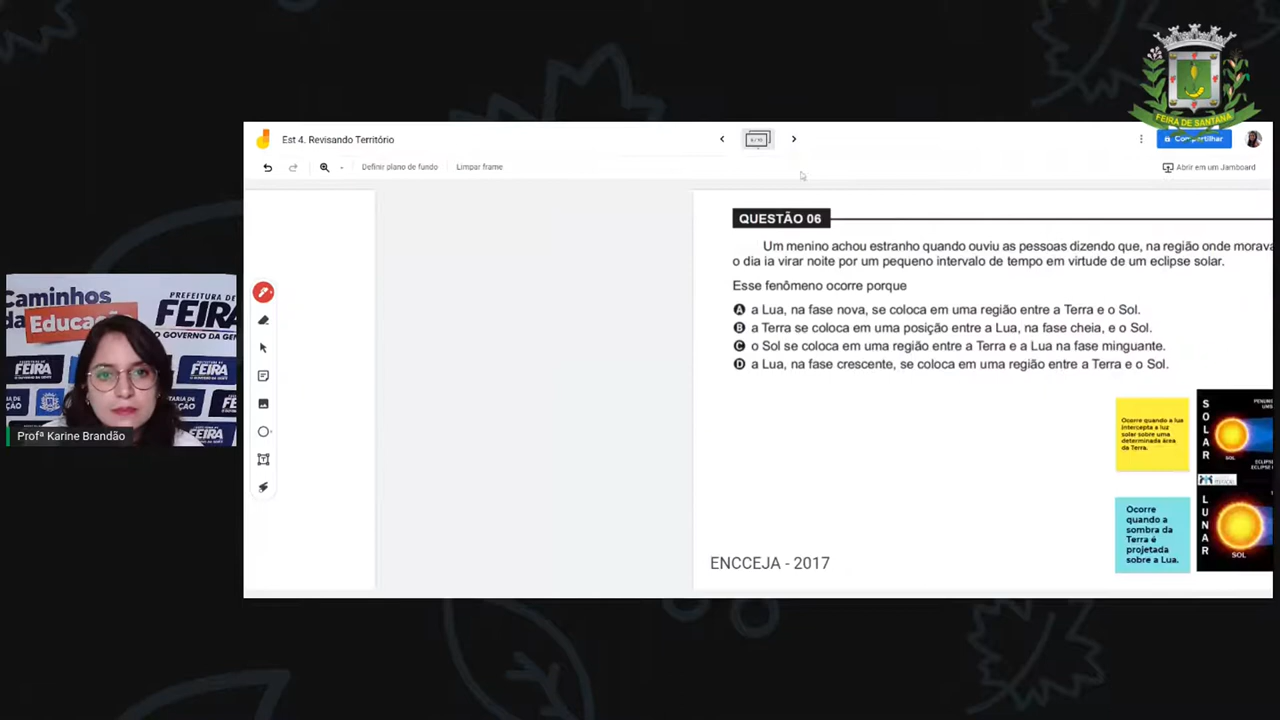 FEIRA DE SANTANA
Est 4. Revisando Território
Compartilhar
Definir plano de fundo
Limpar frame
Abrir em um Jamboard
QUESTÃO 06
Um menino achou estranho quando ouviu as pessoas dizendo que, na região onde morava
o dia ia virar noite por um pequeno intervalo de tempo em virtude de um eclipse solar.
Esse fenômeno ocorre porque
A a Lua, na fase nova, se coloca em uma região entre a Terra e o Sol.
B a Terra se coloca em uma posição entre a Lua, na fase cheia, e o Sol.
C o Sol se coloca em uma região entre a Terra e a Lua na fase minguante.
D a Lua, na fase crescente, se coloca em uma região entre a Terra e o Sol.
Ocorre quando a lua
intercepta a luz
solar sobre uma
determinada área
da Terra.
SOLAR
SOL
Ocorre
quando a
sombra da
Terra é
projetada
sobre a Lua.
LUNAR
SOL
ENCCEJA - 2017
Caminhos
da Educação
PREFEITURA DE
FEIRA
Profª Karine Brandão